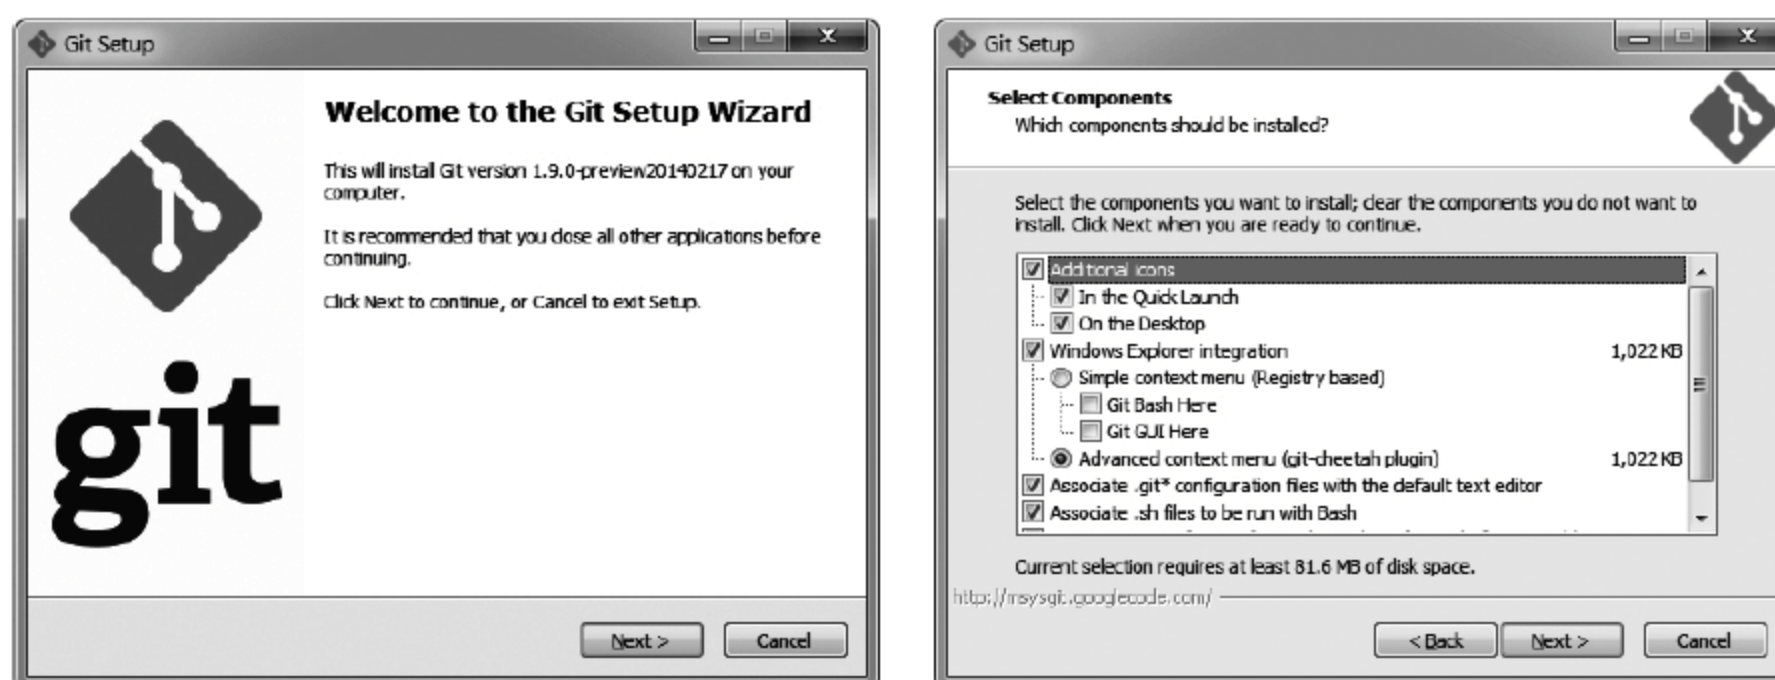 Git Setup
Welcome to the Git Setup Wizard
This will install Git version 1.9.0-preview20140217 on your
computer.
It is recommended that you close all other applications before
continuing.
Click Next to continue, or Cancel to exit Setup.
git
Next >
Cancel
Git Setup
Select Components
Which components should be installed?
Select the components you want to install; clear the components you do not want to
install. Click Next when you are ready to continue.
Additional icons
In the Quick Launch
On the Desktop
Windows Explorer integration 1,022 KB
Simple context menu (Registry based)
Git Bash Here
Git GUI Here
Advanced context menu (git-cheetah plugin) 1,022 KB
Associate .git* configuration files with the default text editor
Associate .sh files to be run with Bash
Current selection requires at least 81.6 MB of disk space.
http://msysgit.googlecode.com/
< Back
Next >
Cancel